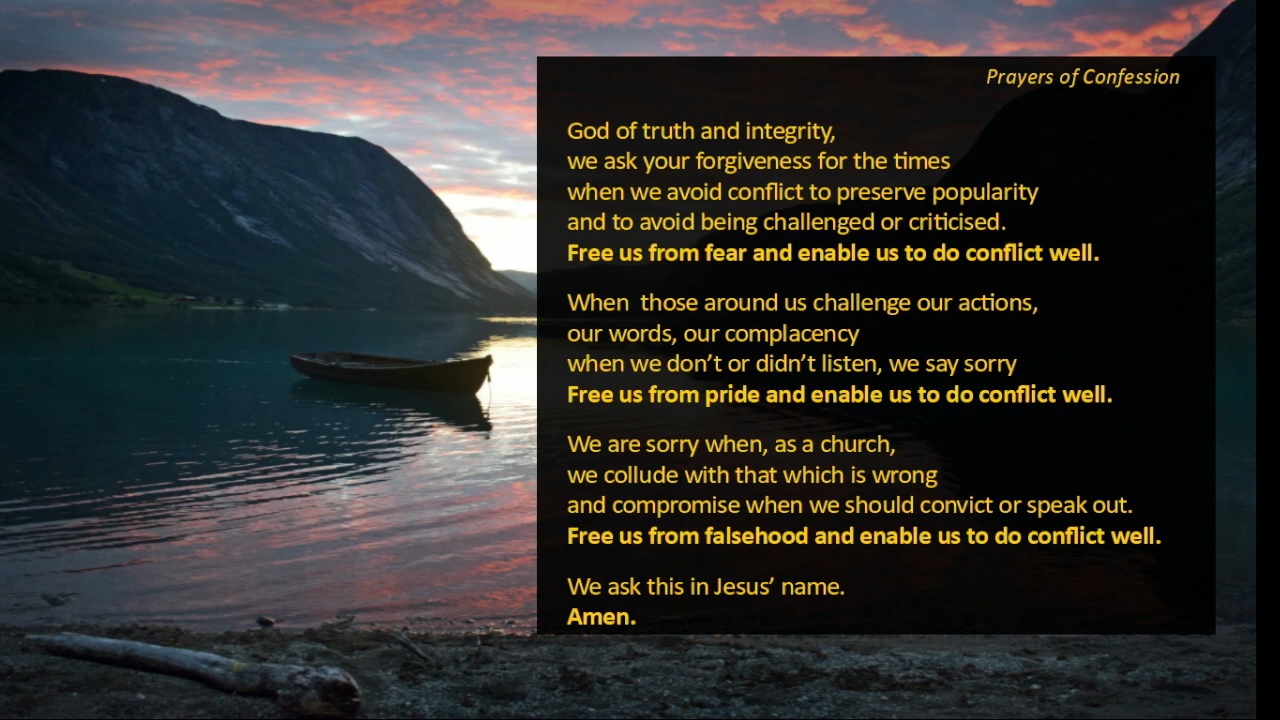 Prayers of Confession
God of truth and integrity,
we ask your forgiveness for the times
when we avoid conflict to preserve popularity
and to avoid being challenged or criticised.
Free us from fear and enable us to do conflict well.
When  those around us challenge our actions,
our words, our complacency
when we don’t or didn’t listen, we say sorry
Free us from pride and enable us to do conflict well.
We are sorry when, as a church,
we collude with that which is wrong
and compromise when we should convict or speak out.
Free us from falsehood and enable us to do conflict well.
We ask this in Jesus’ name.
Amen.